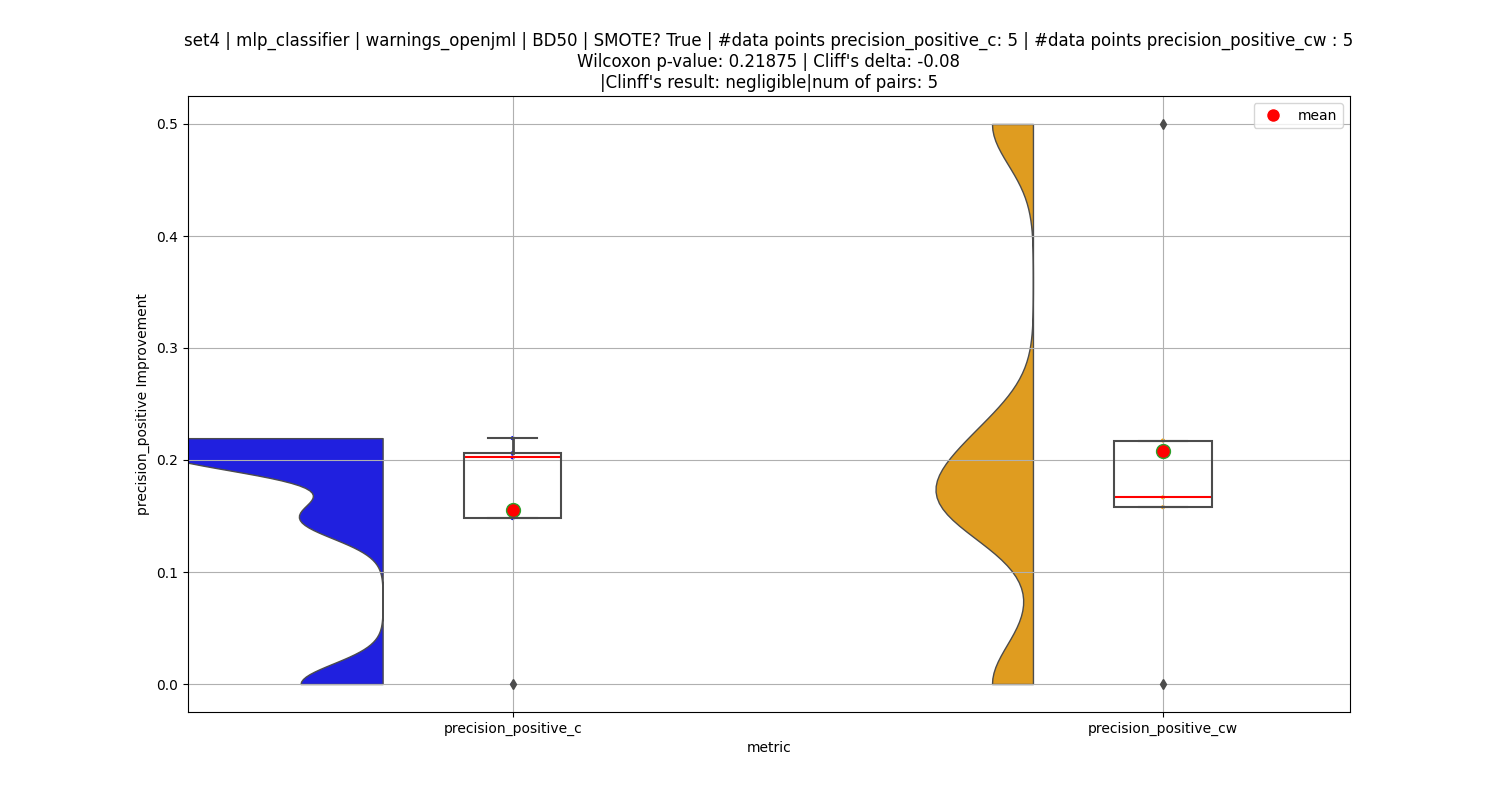 set4 | mlp_classifier | warnings_openjml | BD50 | SMOTE? True | #data points precision_positive_c: 5 | #data points precision_positive_cw : 5
Wilcoxon p-value: 0.21875 | Cliff's delta: -0.08
|Clinff's result: negligible|num of pairs: 5
mean
0.5
0.4
0.3
0.2
0.1
0.0
precision_positive Improvement
precision_positive_c
precision_positive_cw
metric